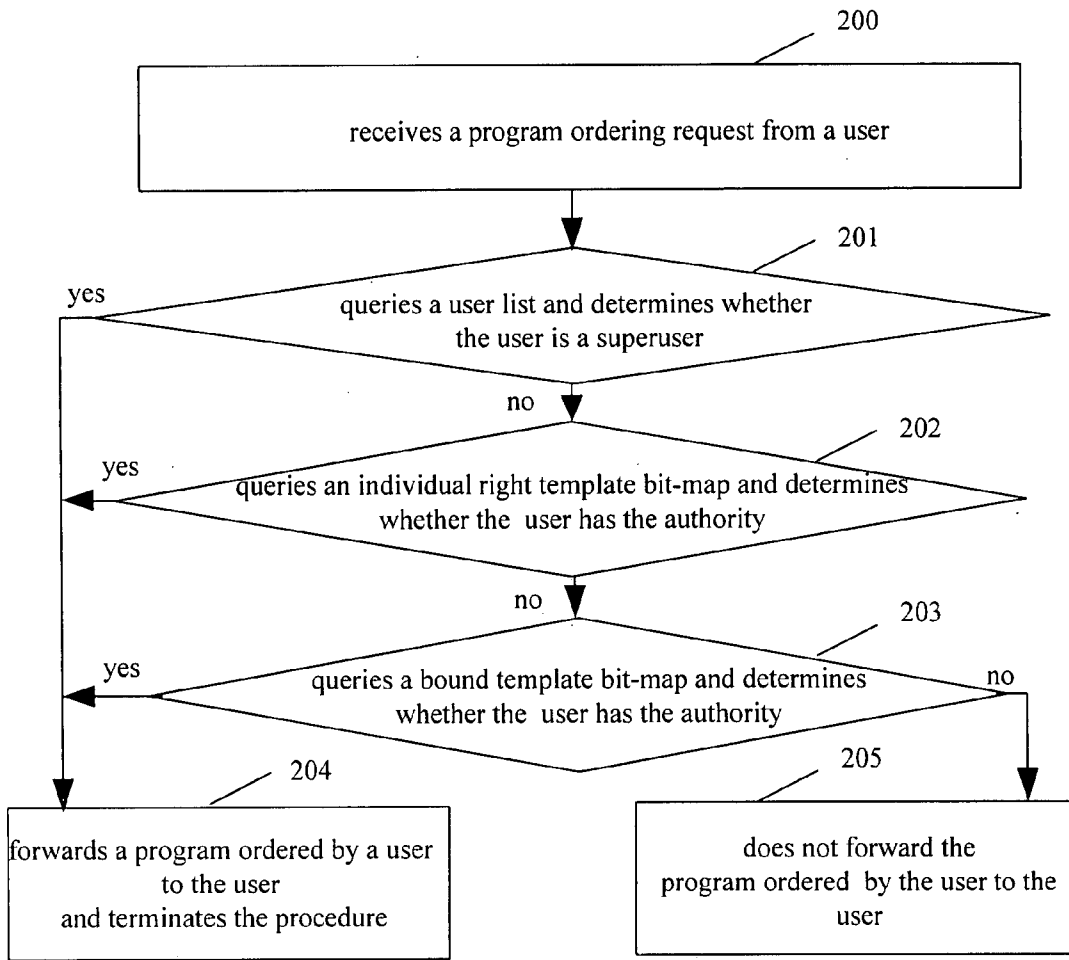 200
receives a program ordering request from a user
201
yes
queries a user list and determines whether
the user is a superuser
no
202
yes
queries an individual right template bit-map and determines
whether the user has the authority
no
203
yes
queries a bound template bit-map and determines
whether the user has the authority
no
204
205
forwards a program ordered by a user
to the user
and terminates the procedure
does not forward the
program ordered by the user to the
user